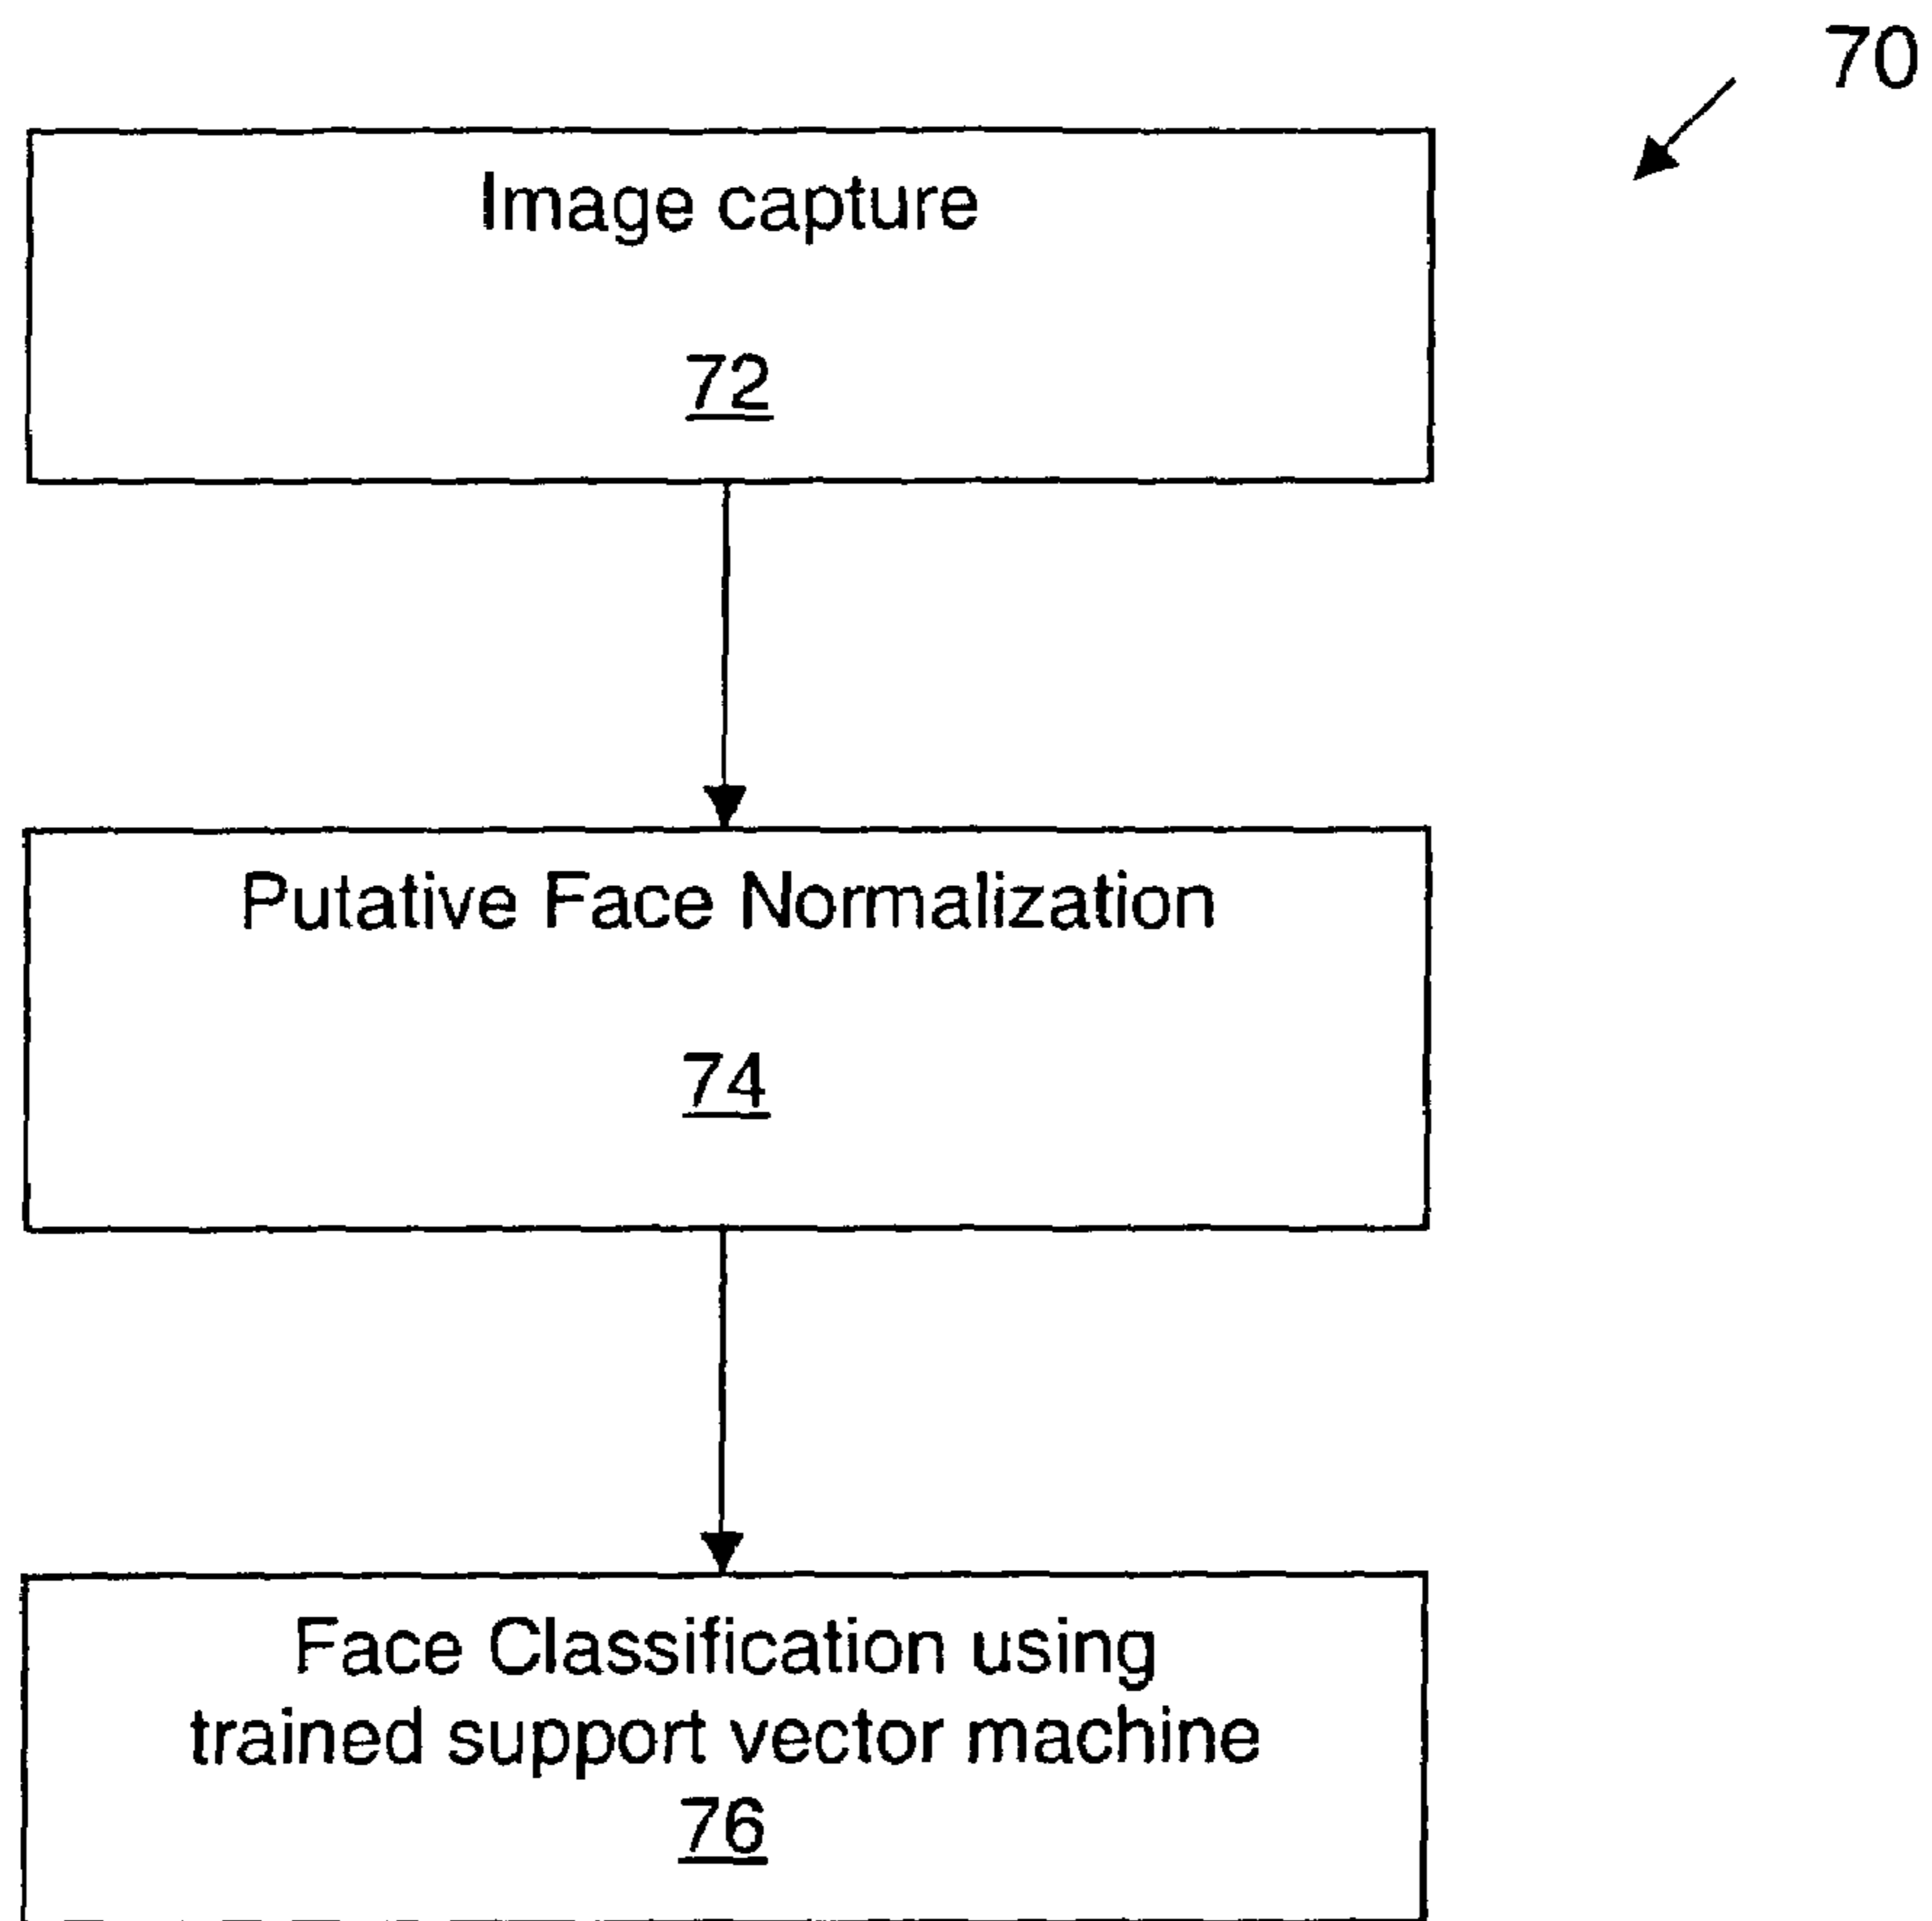 70
Image capture
72
Putative Face Normalization
74
Face Classification using
trained support vector machine
76